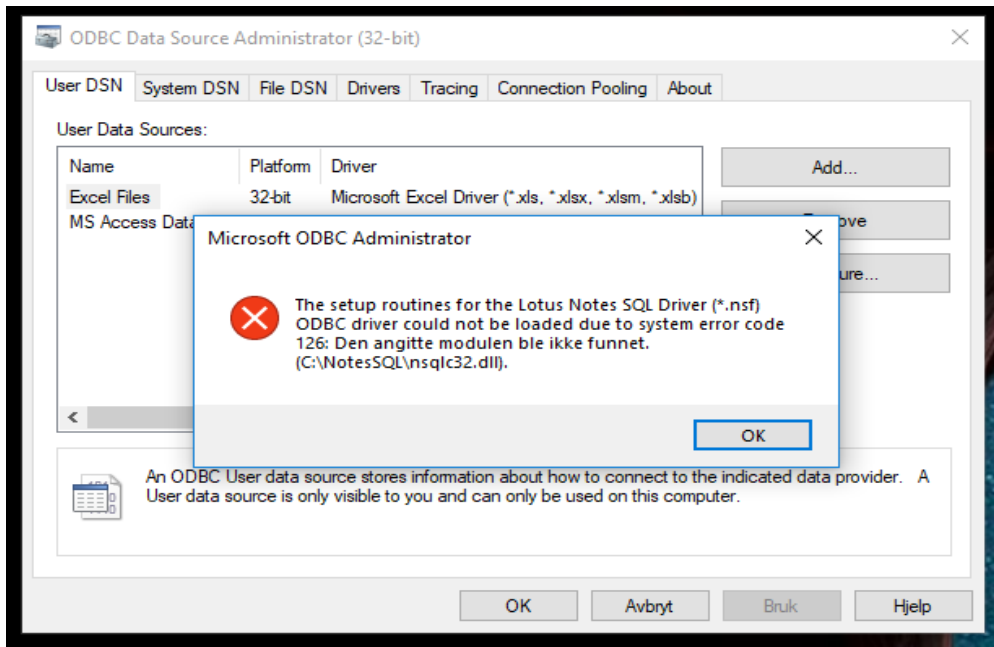 ODBC Data Source Administrator (32-bit)
User DSN System DSN File DSN Drivers Tracing Connection Pooling About
User Data Sources:
Name Platform Driver
Excel Files 32-bit Microsoft Excel Driver (*.xls, *.xlsx, *.xlsm, *.xlsb)
MS Access Data
Add...
Microsoft ODBC Administrator
The setup routines for the Lotus Notes SQL Driver (*.nsf)
ODBC driver could not be loaded due to system error code
126: Den angitte modulen ble ikke funnet.
(C:\NotesSQL\nsqlc32.dll).
OK
An ODBC User data source stores information about how to connect to the indicated data provider. A
User data source is only visible to you and can only be used on this computer.
OK Avbryt Bruk Hjelp